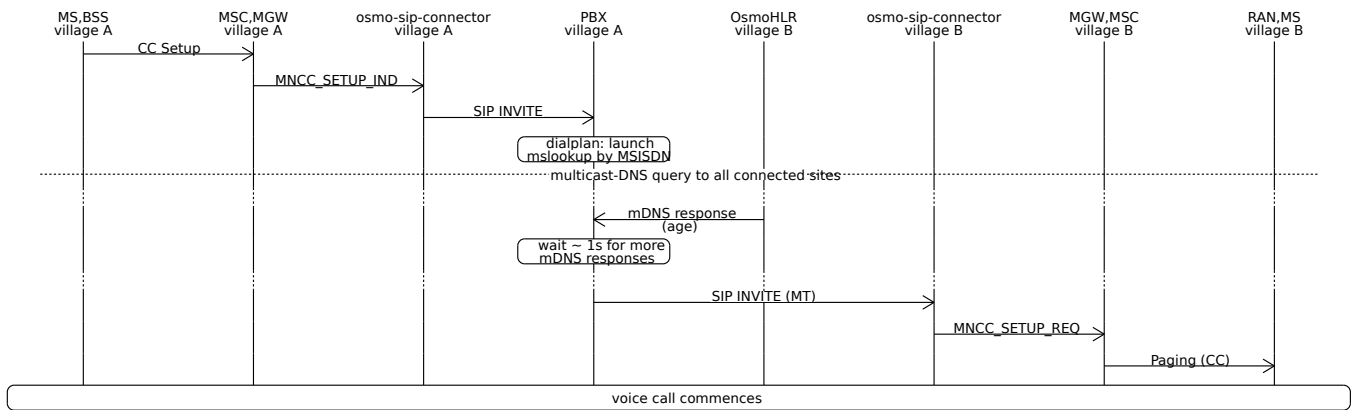 MS,BSS
village A
MSC,MGW
village A
osmo-sip-connector
village A
PBX
village A
OsmoHLR
village B
osmo-sip-connector
village B
MGW,MSC
village B
RAN,MS
village B
CC Setup
MNCC_SETUP_IND
SIP INVITE
dialplan: launch
mslookup by MSISDN
multicast-DNS query to all connected sites
mDNS response
(age)
wait ~ 1s for more
mDNS responses
SIP INVITE (MT)
MNCC_SETUP_REQ
Paging (CC)
voice call commences